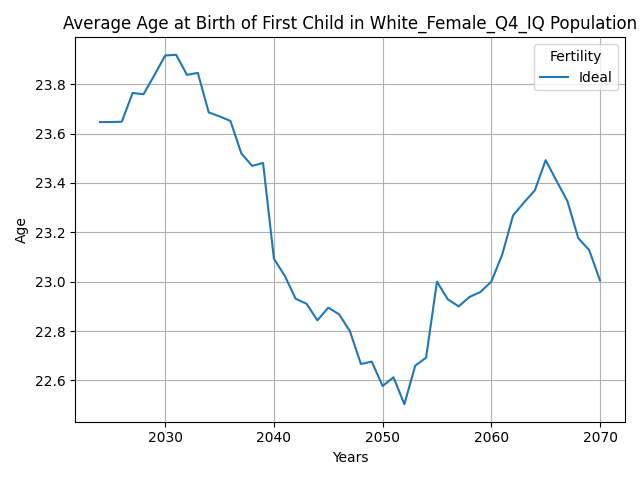 Average Age at Birth of First Child in White_Female_Q4_IQ Population
Fertility
Ideal
23.8
23.6
23.4
23.2
23.0
22.8
22.6
Age
2030 2040 2050 2060 2070
Years